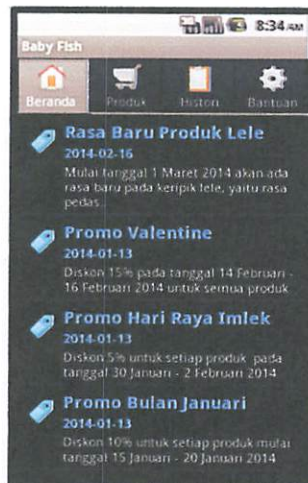 8:34 AM
Baby Fish
Beranda Produk Histori Bantuan
Rasa Baru Produk Lele
2014-02-16
Mulai tanggal 1 Maret 2014 akan ada
rasa baru pada keripik lele, yaitu rasa
pedas..
Promo Valentine
2014-01-13
Diskon 15% pada tanggal 14 Februari -
16 Februari 2014 untuk semua produk
Promo Hari Raya Imlek
2014-01-13
Diskon 5% untuk setiap produk pada
tanggal 30 Januari - 2 Februari 2014
Promo Bulan Januari
2014-01-13
Diskon 10% untuk setiap produk mulai
tanggal 15 Januari - 20 Januari 2014